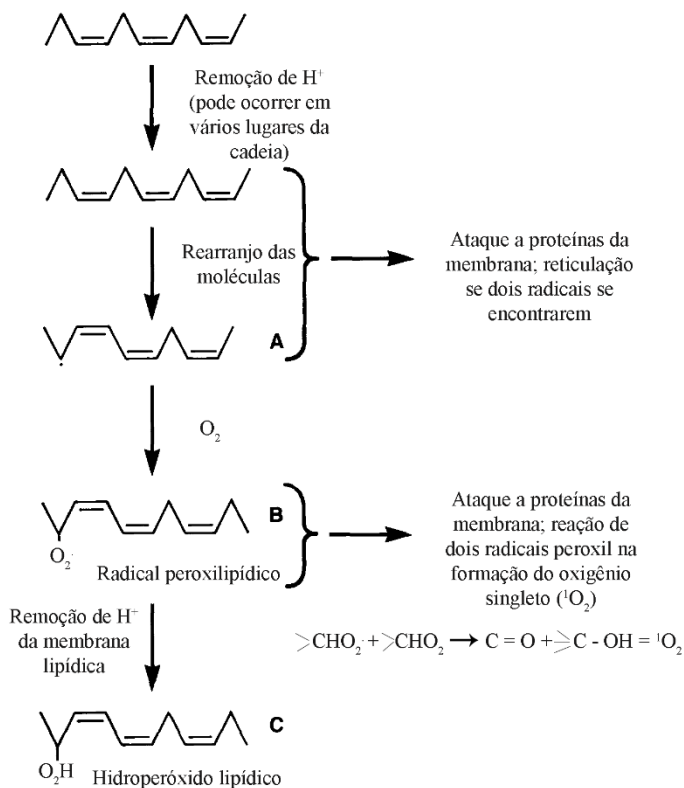 Remoção de H⁺
(pode ocorrer em
vários lugares da
cadeia)
Rearranjo das
moléculas
Ataque a proteínas da
membrana; reticulação
se dois radicais se
encontrarem
A
O₂
B
O₂·
Radical peroxilipídico
Ataque a proteínas da
membrana; reação de
dois radicais peroxil na
formação do oxigênio
singleto (¹O₂)
>CHO₂· + >CHO₂ → C = O + ⩾C - OH = ¹O₂
Remoção de H⁺
da membrana
lipídica
C
O₂H
Hidroperóxido lipídico